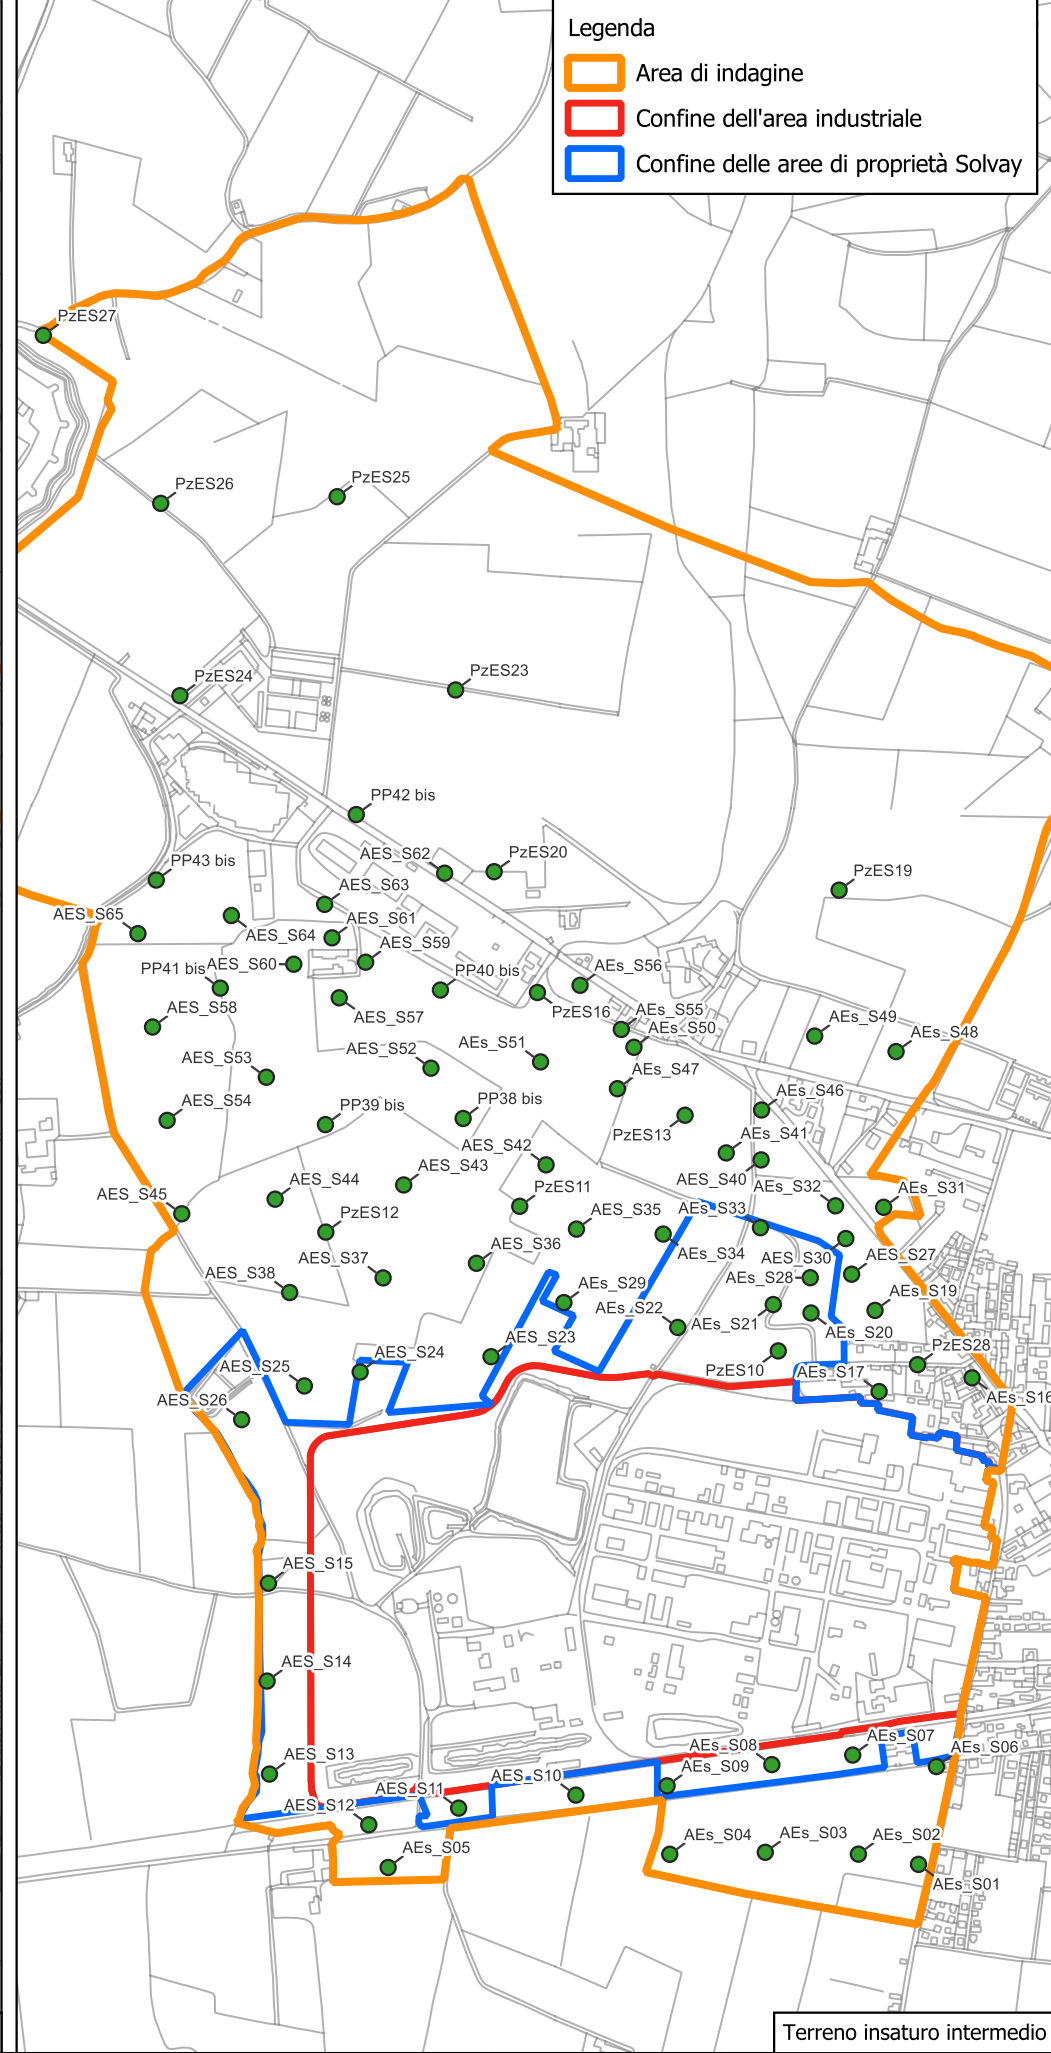 Legenda
Area di indagine
Confine dell'area industriale
Confine delle aree di proprietà Solvay
PzES27
PzES26
PzES25
PzES24
PzES23
PP42 bis
AES_S62
PzES20
PP43 bis
AES_S63
PzES19
AES_S65
AES_S64
AES_S61
AES_S59
AES_S60
PP41 bis
PP40 bis
AEs_S56
AES_S58
AES_S57
PzES16
AEs_S55
AEs_S50
AEs_S49
AEs_S48
AES_S53
AES_S52
AEs_S51
AEs_S47
AES_S54
PP39 bis
PP38 bis
AEs_S46
PzES13
AEs_S41
AES_S42
AES_S40
AES_S45
AES_S44
AES_S43
PzES11
AEs_S32
AEs_S31
PzES12
AES_S35
AEs_S33
AES_S37
AES_S36
AEs_S34
AES_S30
AEs_S27
AES_S38
AEs_S29
AEs_S28
AEs_S22
AEs_S21
AEs_S19
AEs_S20
AES_S25
AES_S24
AES_S23
PzES10
AEs_S17
PzES28
AES_S26
AEs_S16
AES_S15
AES_S14
AES_S13
AEs_S08
AEs_S07
AEs_S06
AES_S12
AES_S11
AES_S10
AEs_S09
AEs_S05
AEs_S04
AEs_S03
AEs_S02
AEs_S01
Terreno insaturo intermedio